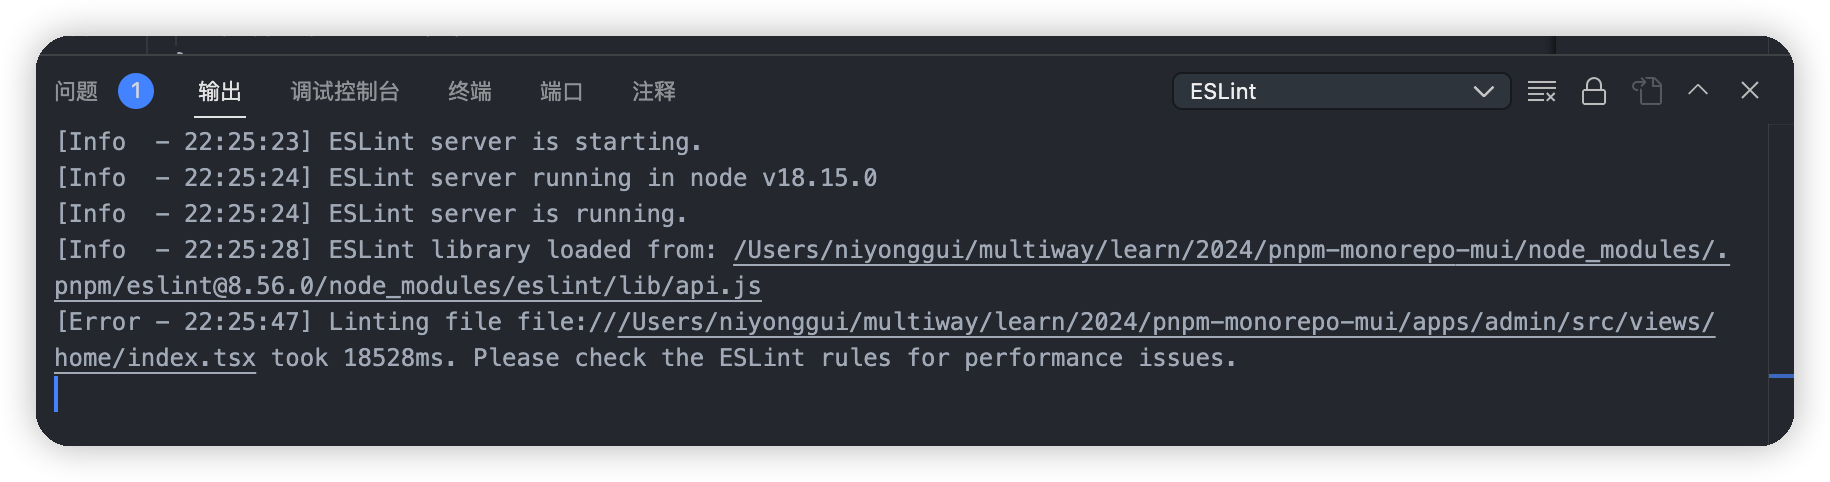 问题 1 输出 调试控制台 终端 端口 注释 ESLint
[Info  - 22:25:23] ESLint server is starting.
[Info  - 22:25:24] ESLint server running in node v18.15.0
[Info  - 22:25:24] ESLint server is running.
[Info  - 22:25:28] ESLint library loaded from: /Users/niyonggui/multiway/learn/2024/pnpm-monorepo-mui/node_modules/.
pnpm/eslint@8.56.0/node_modules/eslint/lib/api.js
[Error - 22:25:47] Linting file file:///Users/niyonggui/multiway/learn/2024/pnpm-monorepo-mui/apps/admin/src/views/
home/index.tsx took 18528ms. Please check the ESLint rules for performance issues.